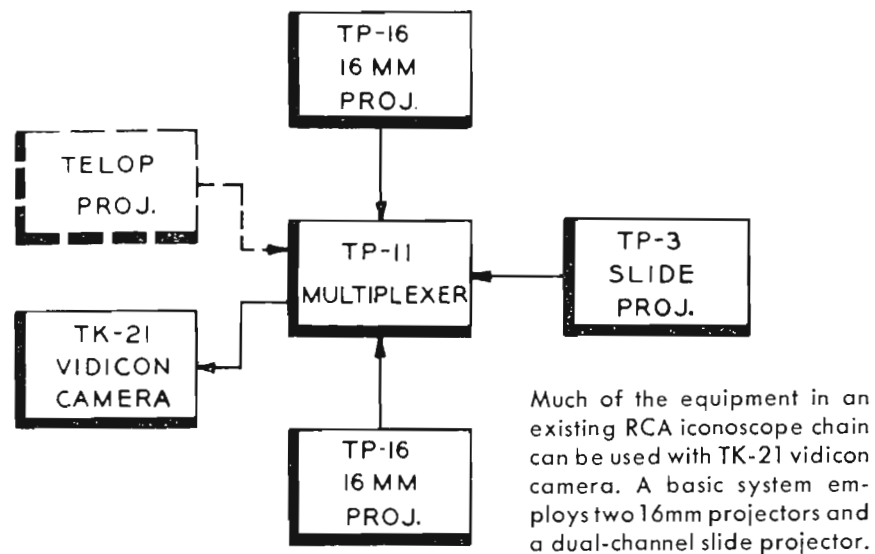 TP-16
16 MM
PROJ.
TELOP
PROJ.
TP-11
MULTIPLEXER
TP-3
SLIDE
PROJ.
TK-21
VIDICON
CAMERA
TP-16
16 MM
PROJ.
Much of the equipment in an
existing RCA iconoscope chain
can be used with TK-21 vidicon
camera. A basic system em-
ploys two 16mm projectors and
a dual-channel slide projector.